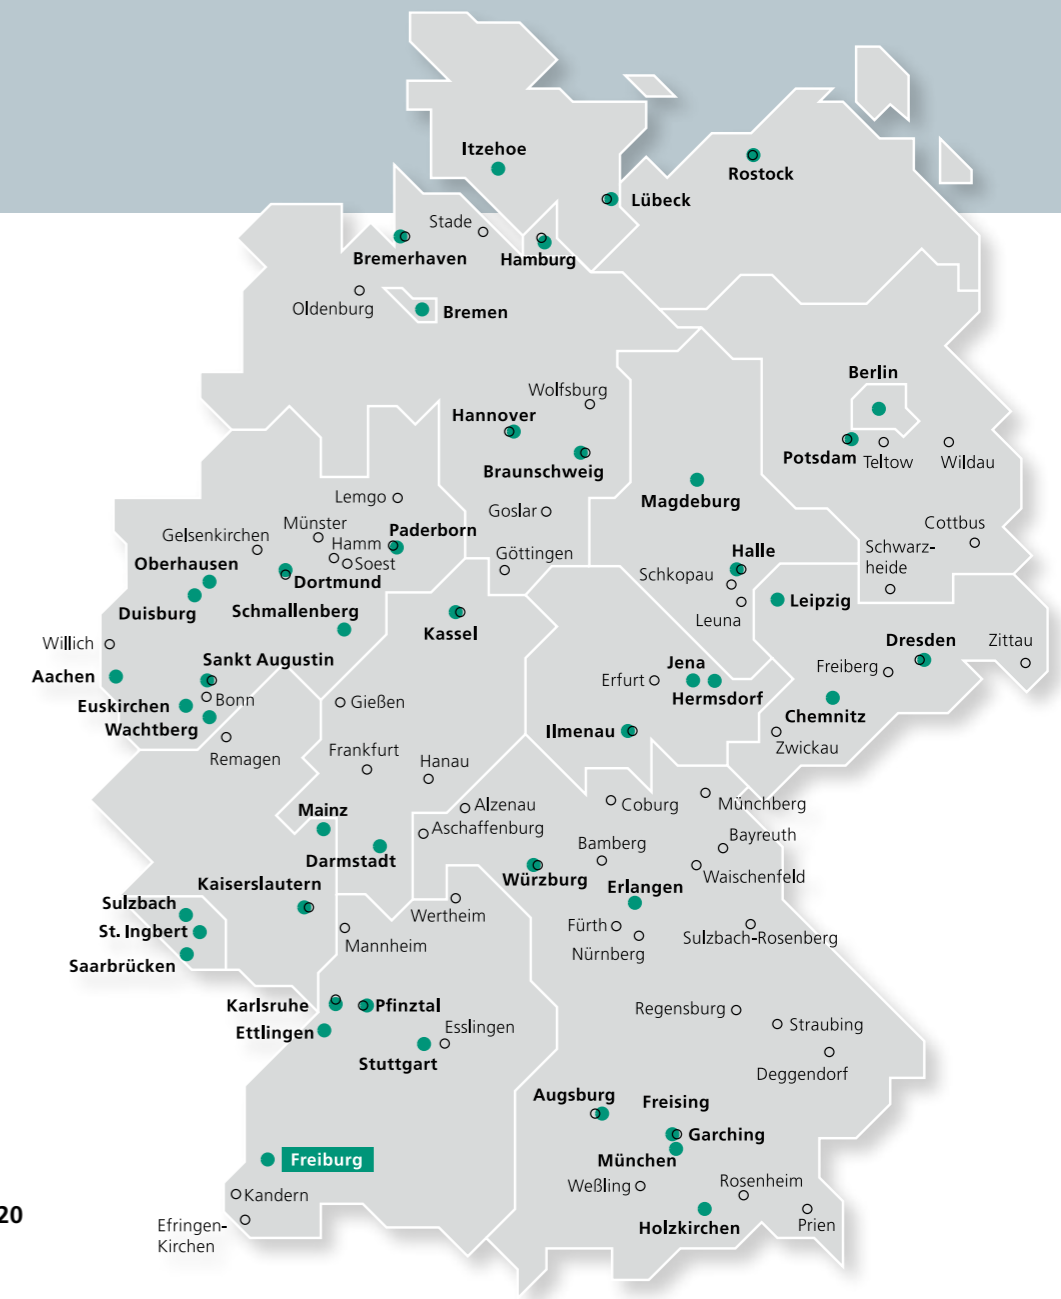 Itzehoe
Rostock
Lübeck
Stade
Bremerhaven
Hamburg
Oldenburg
Bremen
Berlin
Wolfsburg
Hannover
Potsdam
Teltow
Wildau
Braunschweig
Magdeburg
Lemgo
Goslar
Münster
Gelsenkirchen
Paderborn
Hamm
Cottbus
Göttingen
Halle
Schwarz-
heide
Oberhausen
Soest
Dortmund
Schkopau
Duisburg
Schmallenberg
Leipzig
Leuna
Kassel
Willich
Dresden
Zittau
Sankt Augustin
Jena
Freiberg
Aachen
Erfurt
Hermsdorf
Bonn
Gießen
Euskirchen
Chemnitz
Wachtberg
Ilmenau
Zwickau
Remagen
Frankfurt
Hanau
Mainz
Alzenau
Coburg
Münchberg
Aschaffenburg
Bamberg
Bayreuth
Darmstadt
Würzburg
Waischenfeld
Kaiserslautern
Erlangen
Sulzbach
Wertheim
St. Ingbert
Fürth
Mannheim
Nürnberg
Sulzbach-Rosenberg
Saarbrücken
Karlsruhe
Pfinztal
Regensburg
Ettlingen
Esslingen
Straubing
Stuttgart
Deggendorf
Augsburg
Freising
Garching
Freiburg
München
Weßling
Rosenheim
Kandern
20
Efringen-
Kirchen
Holzkirchen
Prien